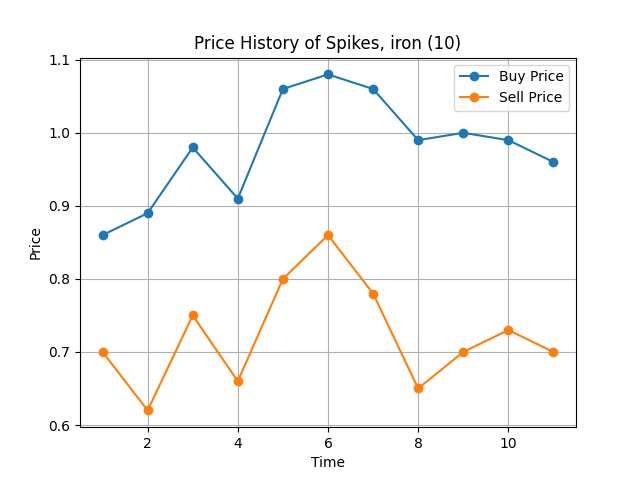 Price History of Spikes, iron (10)
Buy Price
Sell Price
Price
1.1
1.0
0.9
0.8
0.7
0.6
2 4 6 8 10
Time